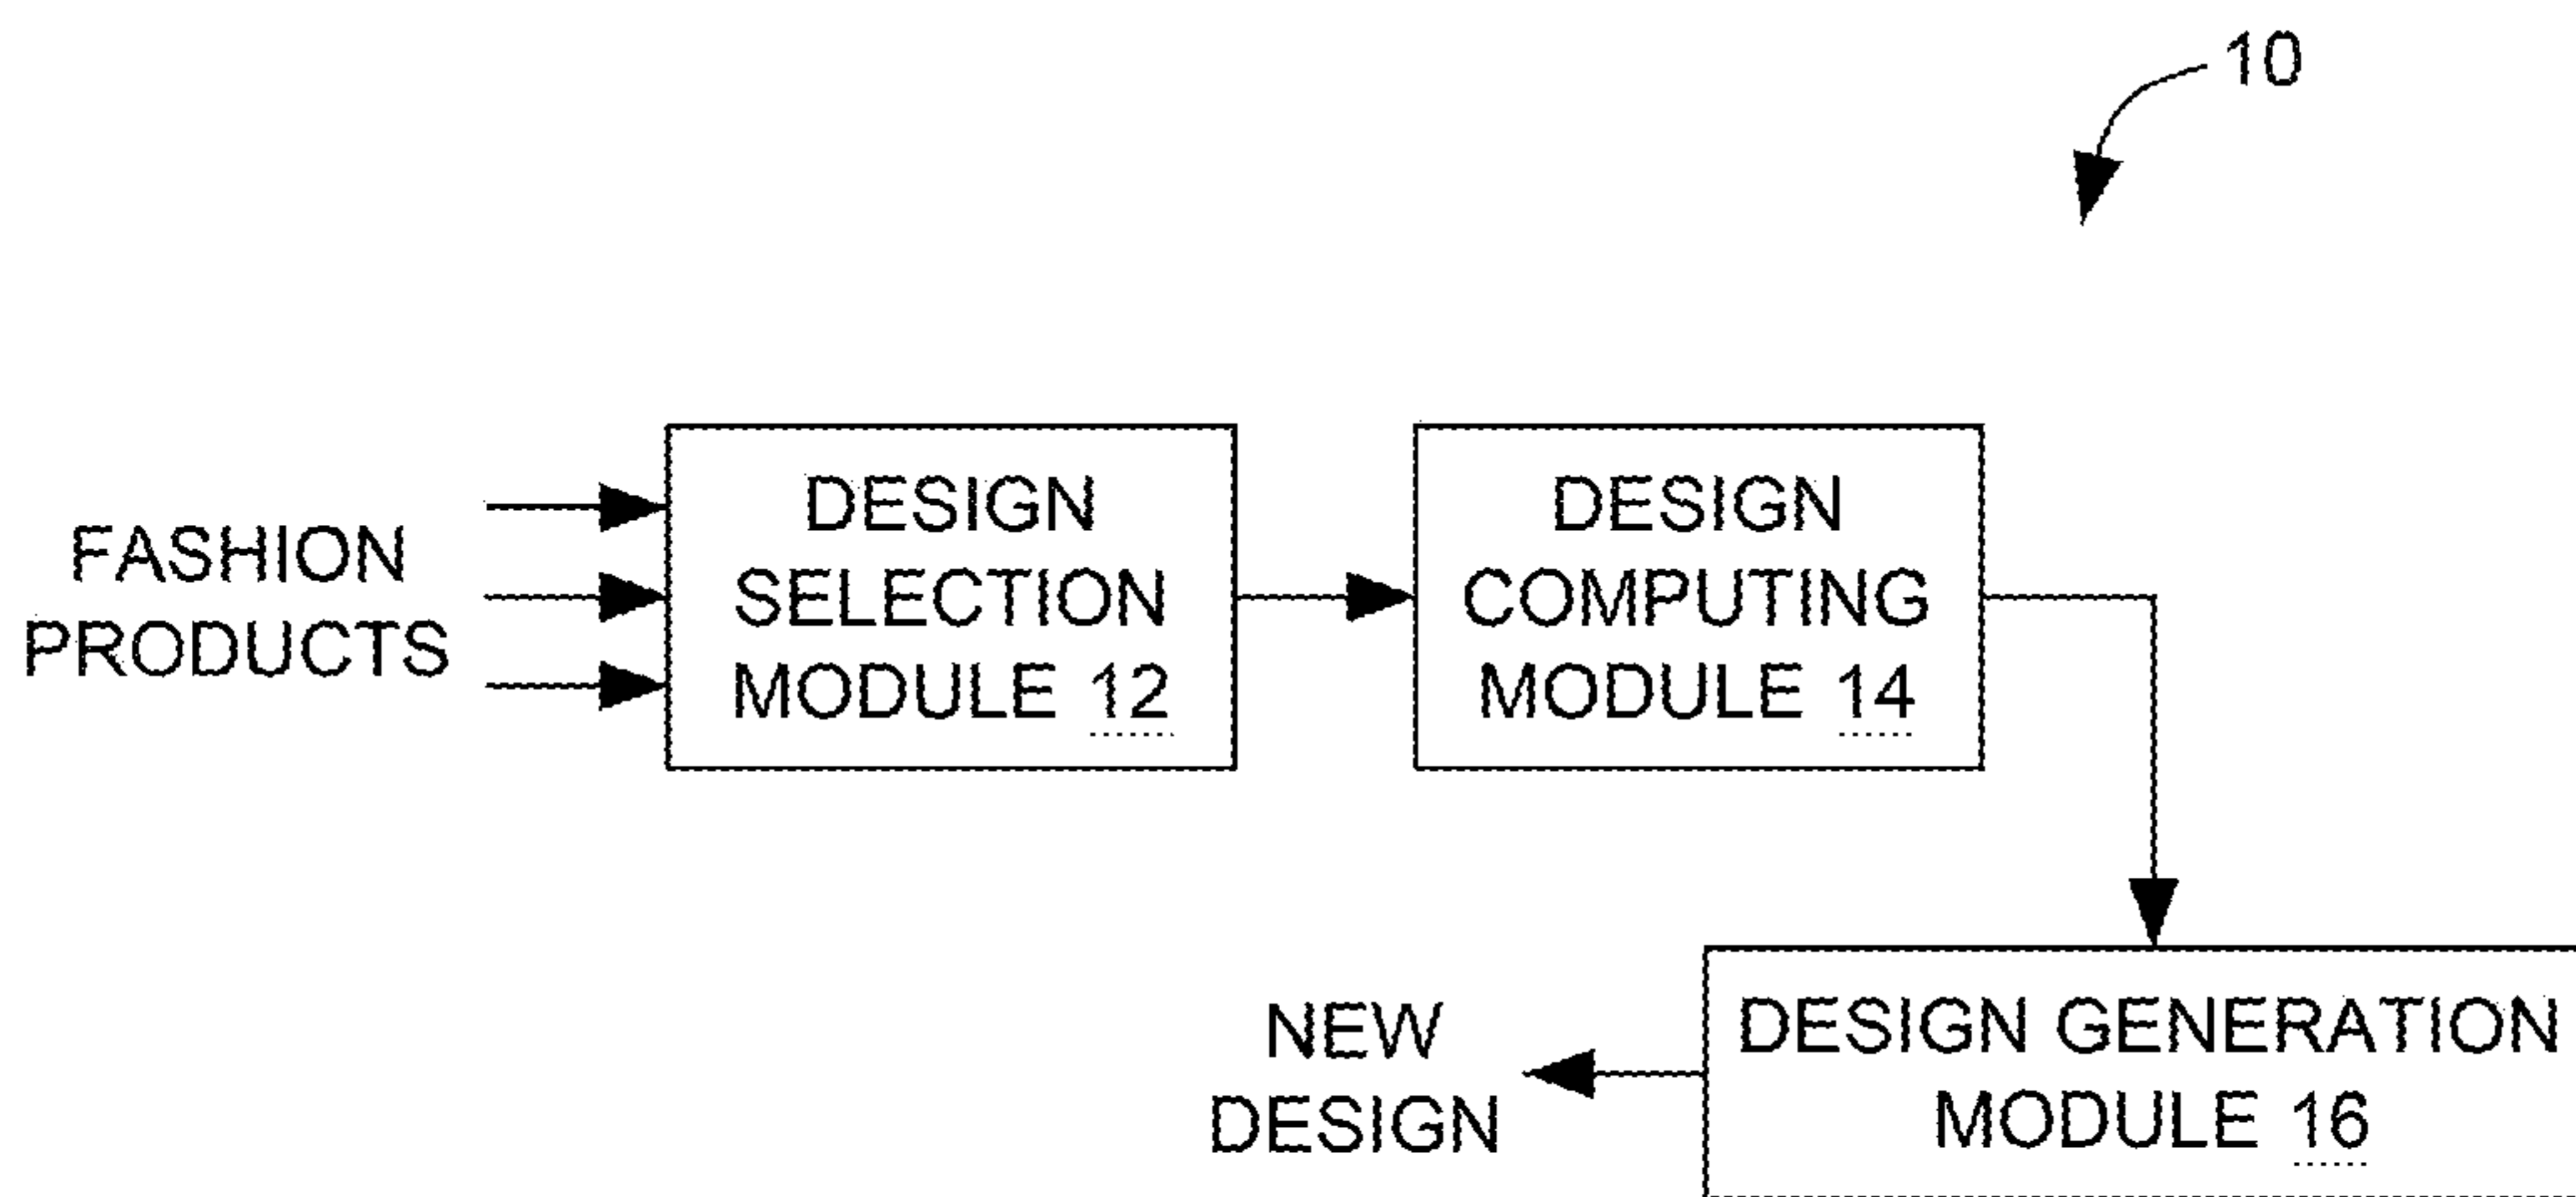 10
FASHION
PRODUCTS
DESIGN
SELECTION
MODULE 12
DESIGN
COMPUTING
MODULE 14
DESIGN GENERATION
MODULE 16
NEW
DESIGN